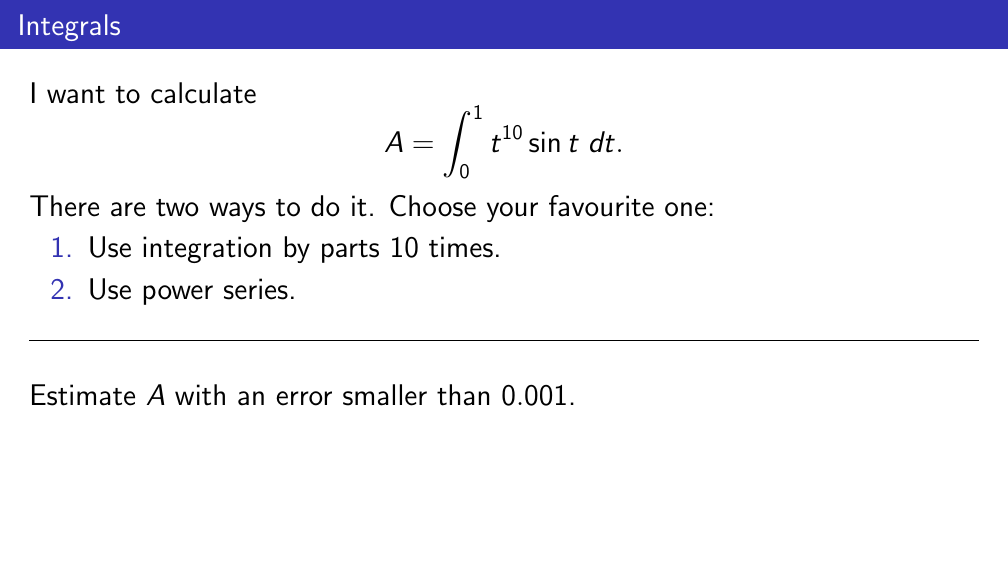 Integrals
I want to calculate
A = ∫₀¹ t¹⁰ sin t dt.
There are two ways to do it. Choose your favourite one:
1. Use integration by parts 10 times.
2. Use power series.
Estimate A with an error smaller than 0.001.